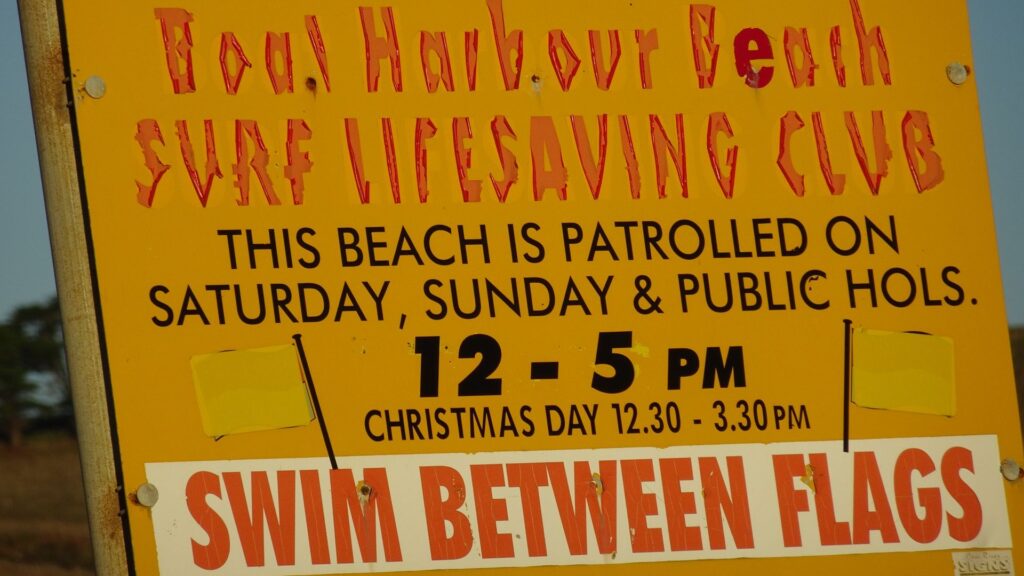 Boat Harbour Beach
SURF LIFESAVING CLUB
THIS BEACH IS PATROLLED ON
SATURDAY, SUNDAY & PUBLIC HOLS.
12 - 5 PM
CHRISTMAS DAY 12.30 - 3.30 PM
SWIM BETWEEN FLAGS
SIGNS